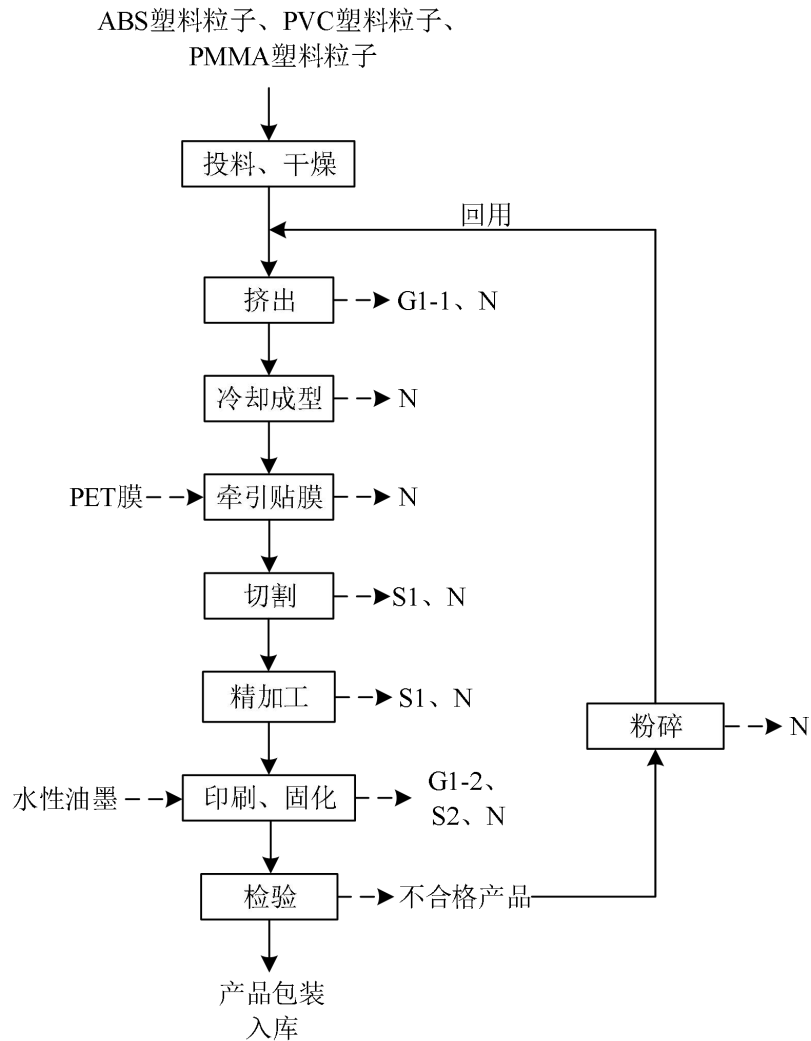 ABS塑料粒子、PVC塑料粒子、
PMMA塑料粒子
投料、干燥
回用
挤出
G1-1、N
冷却成型
N
PET膜
牵引贴膜
N
切割
S1、N
精加工
S1、N
粉碎
N
水性油墨
印刷、固化
G1-2、
S2、N
检验
不合格产品
产品包装
入库